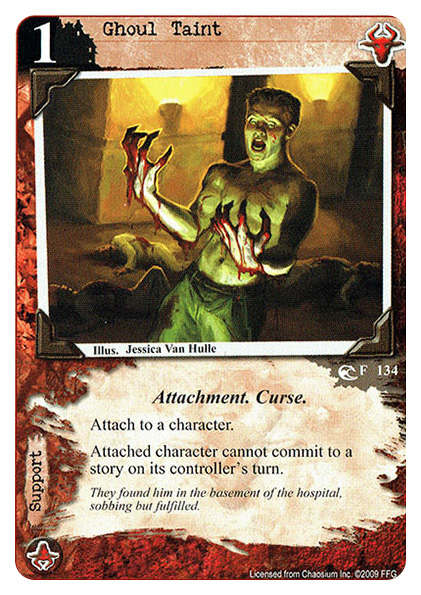 1
Ghoul Taint
Illus. Jessica Van Hulle
F 134
Attachment. Curse.
Attach to a character.
Attached character cannot commit to a
story on its controller's turn.
They found him in the basement of the hospital,
sobbing but fulfilled.
Support
Licensed from Chaosium Inc. ©2009 FFG